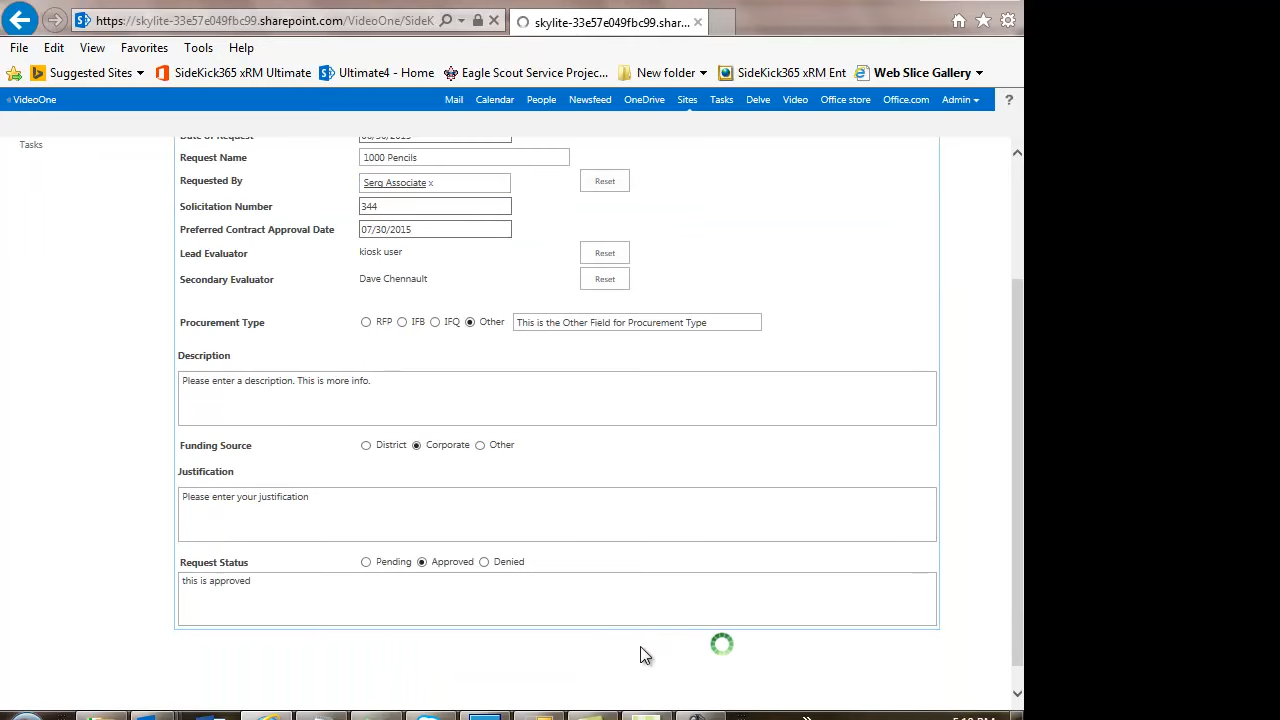 https://skylite-33e57e049fbc99.sharepoint.com/VideoOne/SideK
skylite-33e57e049fbc99.shar...
File Edit View Favorites Tools Help
Suggested Sites SideKick365 xRM Ultimate Ultimate4 - Home Eagle Scout Service Projec... New folder SideKick365 xRM Ent Web Slice Gallery
VideoOne Mail Calendar People Newsfeed OneDrive Sites Tasks Delve Video Office store Office.com Admin ?
Tasks
Request Name 1000 Pencils
Requested By Serg Associate x Reset
Solicitation Number 344
Preferred Contract Approval Date 07/30/2015
Lead Evaluator kiosk user Reset
Secondary Evaluator Dave Chennault Reset
Procurement Type RFP IFB IFQ Other This is the Other Field for Procurement Type
Description
Please enter a description. This is more info.
Funding Source District Corporate Other
Justification
Please enter your justification
Request Status Pending Approved Denied
this is approved